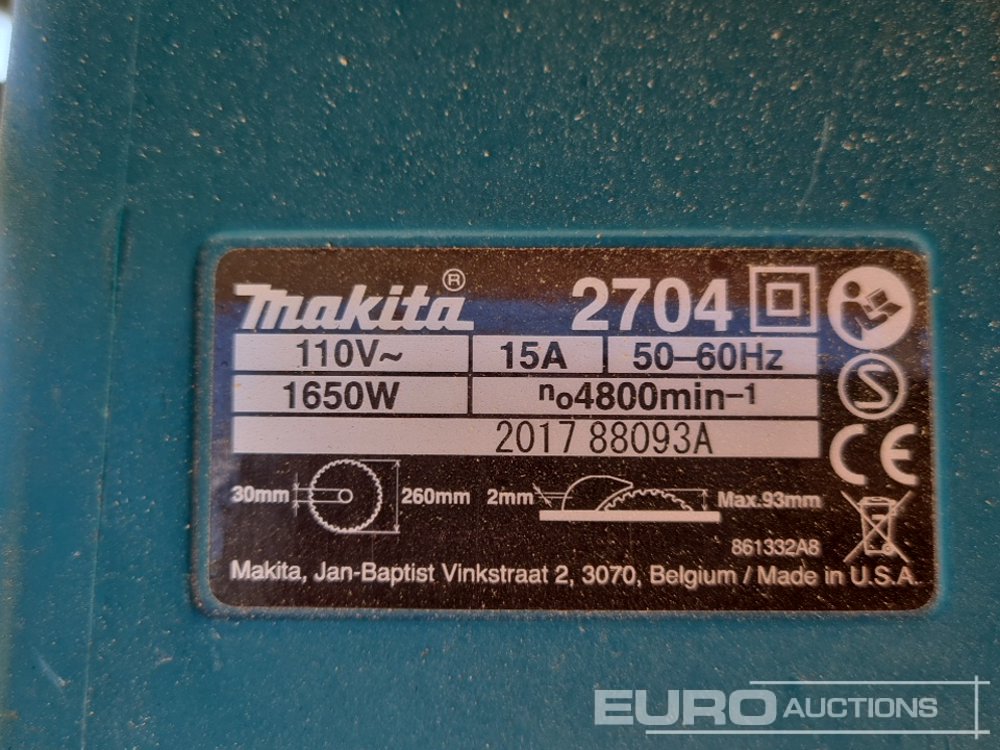 makita® 2704
110V~ 15A 50–60Hz
1650W no4800min–1
2017 88093A
30mm 260mm 2mm Max.93mm
861332A8
Makita, Jan-Baptist Vinkstraat 2, 3070, Belgium / Made in U.S.A.
S
CE
EURO AUCTIONS